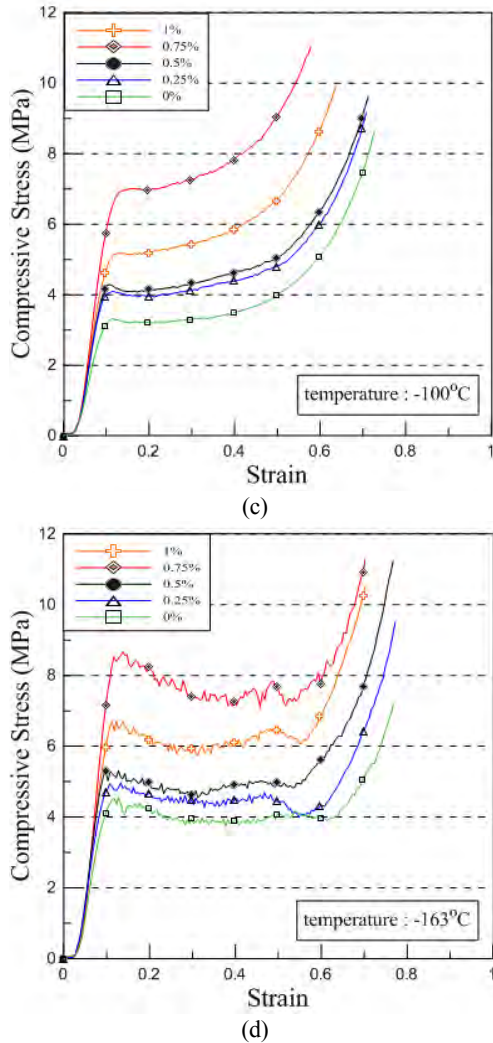 12
10
8
6
4
2
0
Compressive Stress (MPa)
1%
0.75%
0.5%
0.25%
0%
temperature : -100°C
0 0.2 0.4 0.6 0.8 1
Strain
(c)
12
10
8
6
4
2
0
Compressive Stress (MPa)
1%
0.75%
0.5%
0.25%
0%
temperature : -163°C
0 0.2 0.4 0.6 0.8 1
Strain
(d)